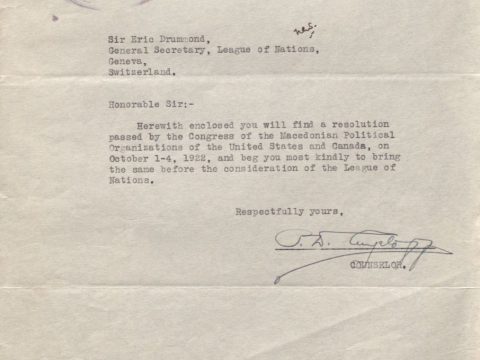 Sir Eric Drummond,
General Secretary, League of Nations,
Geneva,
Switzerland.
Honorable Sir:-
Herewith enclosed you will find a resolution
passed by the Congress of the Macedonian Political
Organizations of the United States and Canada, on
October 1-4, 1922, and beg you most kindly to bring
the same before the consideration of the League of
Nations.
Respectfully yours,
COUNSELOR.